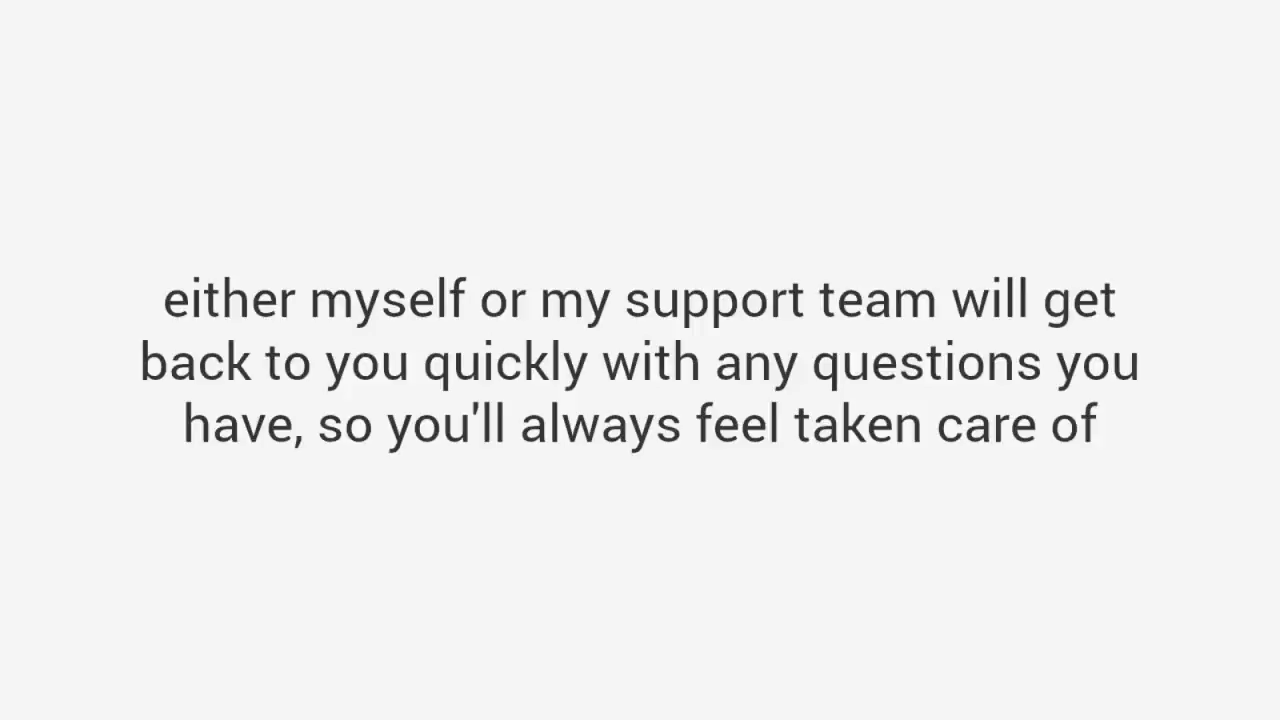 either myself or my support team will get
back to you quickly with any questions you
have, so you'll always feel taken care of